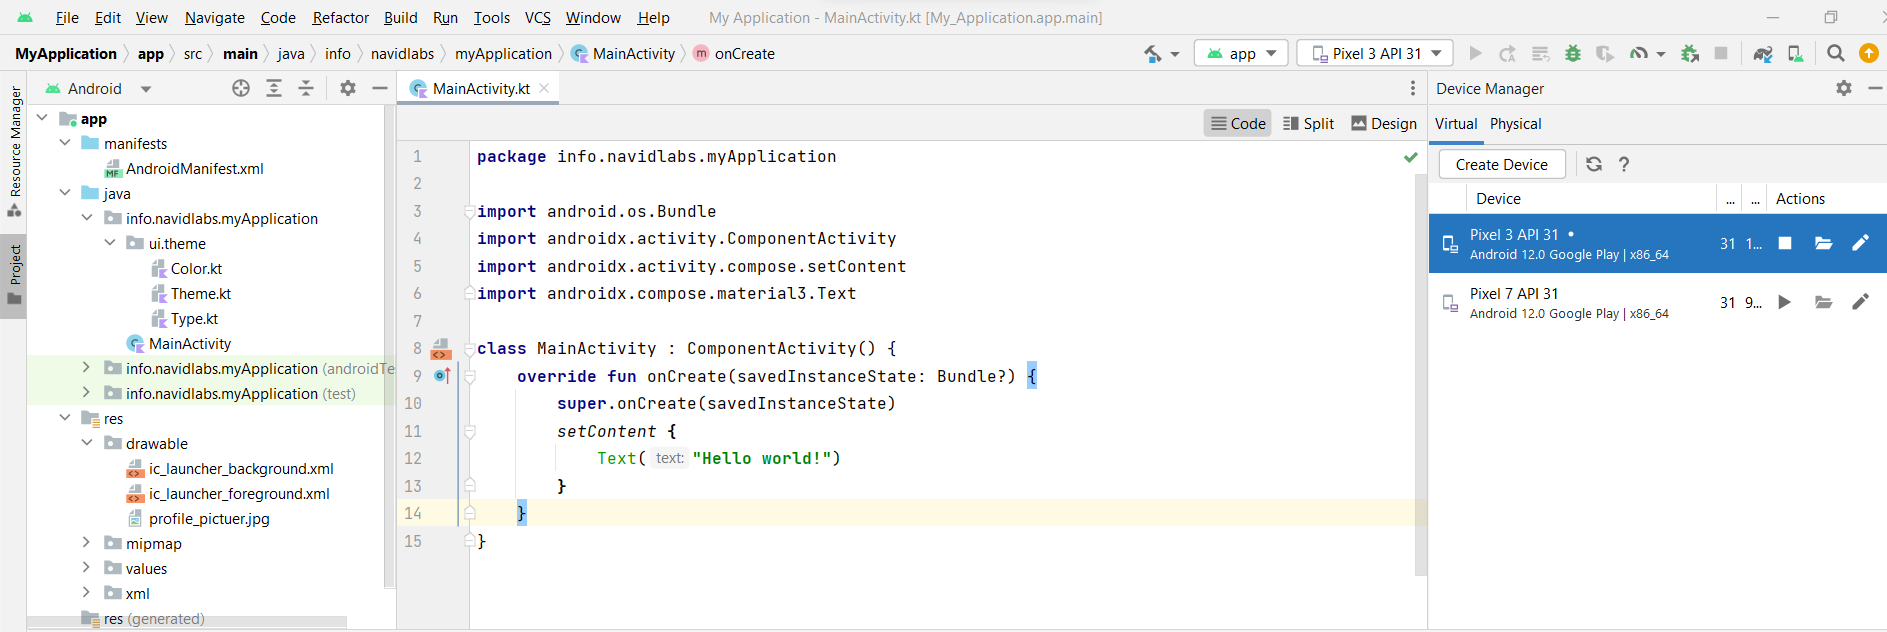 File Edit View Navigate Code Refactor Build Run Tools VCS Window Help My Application - MainActivity.kt [My_Application.app.main]
MyApplication app src main java info navidlabs myApplication MainActivity m onCreate app Pixel 3 API 31
Android
MainActivity.kt
Device Manager
Resource Manager
Project
app
manifests
MF AndroidManifest.xml
java
info.navidlabs.myApplication
ui.theme
Color.kt
Theme.kt
Type.kt
MainActivity
info.navidlabs.myApplication (androidTe
info.navidlabs.myApplication (test)
res
drawable
ic_launcher_background.xml
ic_launcher_foreground.xml
profile_pictuer.jpg
mipmap
values
xml
res (generated)
Code Split Design
1 package info.navidlabs.myApplication
2
3 import android.os.Bundle
4 import androidx.activity.ComponentActivity
5 import androidx.activity.compose.setContent
6 import androidx.compose.material3.Text
7
8 class MainActivity : ComponentActivity() {
9 override fun onCreate(savedInstanceState: Bundle?) {
10 super.onCreate(savedInstanceState)
11 setContent {
12 Text( text: "Hello world!")
13 }
14 }
15 }
Virtual Physical
Create Device ?
Device ... ... Actions
Pixel 3 API 31 •
Android 12.0 Google Play | x86_64 31 1...
Pixel 7 API 31
Android 12.0 Google Play | x86_64 31 9...